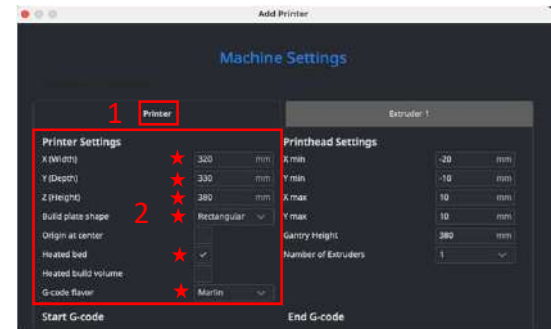 Add Printer
Machine Settings
1 Printer Extruder 1
Printer Settings
X (Width) 320 mm
Y (Depth) 330 mm
Z (Height) 380 mm
2
Build plate shape Rectangular
Origin at center
Heated bed
Heated build volume
G-code flavor Marlin
Printhead Settings
X min -20 mm
Y min -10 mm
X max 10 mm
Y max 10 mm
Gantry Height 380 mm
Number of Extruders 1
Start G-code End G-code